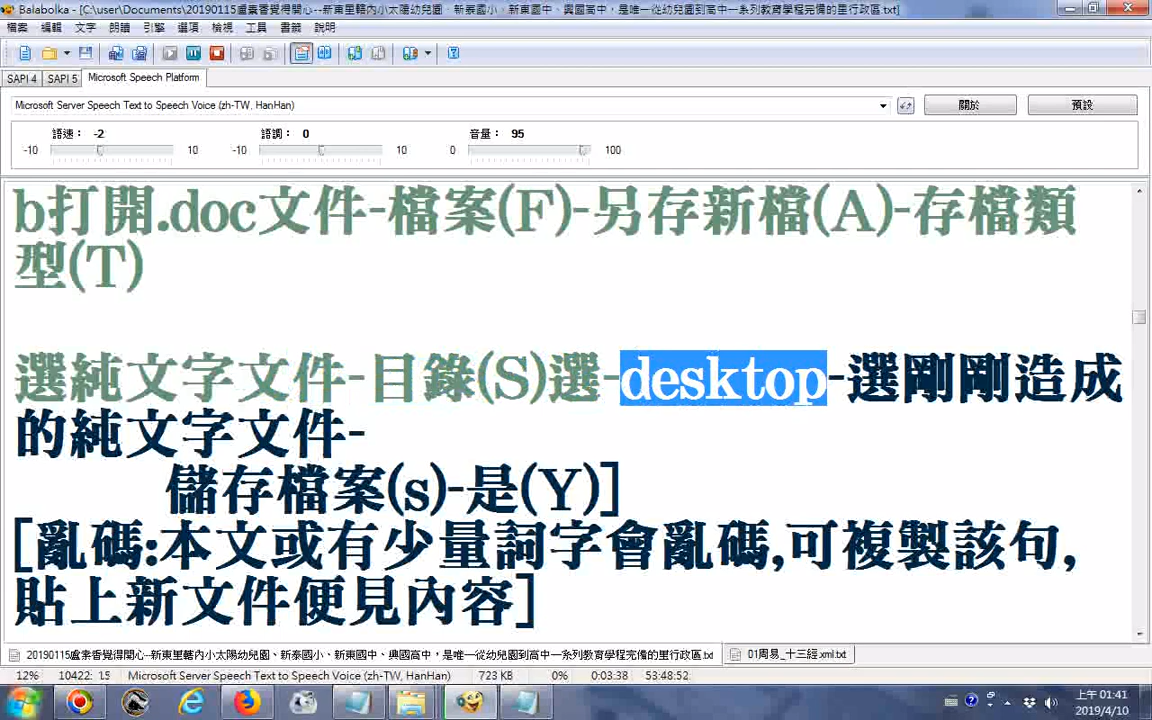 Balabolka - [C:\user\Documents\20190115盧素香覺得開心--新東里轄內小太陽幼兒園、新泰國小、新東國中、興國高中，是唯一從幼兒園到高中一系列教育學程完備的里行政區.txt]
檔案 編輯 文字 朗讀 引擎 選項 檢視 工具 書籤 說明
SAPI 4 SAPI 5 Microsoft Speech Platform
Microsoft Server Speech Text to Speech Voice (zh-TW, HanHan) 關於 預設
語速： -2 語調： 0 音量： 95
-10 10 -10 10 0 100
b打開.doc文件-檔案(F)-另存新檔(A)-存檔類
型(T)
選純文字文件-目錄(S)選-desktop-選剛剛造成
的純文字文件-
儲存檔案(s)-是(Y)]
[亂碼:本文或有少量詞字會亂碼,可複製該句,
貼上新文件便見內容]
20190115盧素香覺得開心--新東里轄內小太陽幼兒園、新泰國小、新東國中、興國高中，是唯一從幼兒園到高中一系列教育學程完備的里行政區.txt 01周易_十三經.xml.txt
12% 10422: 15 Microsoft Server Speech Text to Speech Voice (zh-TW, HanHan) 723 KB 0% 0:03:38 53:48:52
上午 01:41
2019/4/10